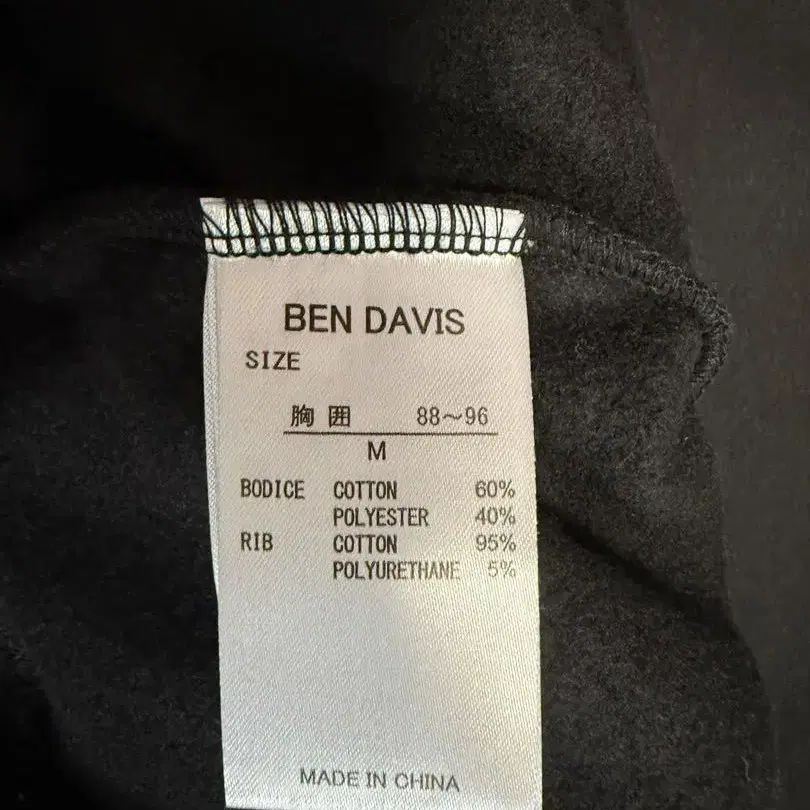 BEN DAVIS
SIZE
胸囲 88～96
M
BODICE COTTON 60%
POLYESTER 40%
RIB COTTON 95%
POLYURETHANE 5%
MADE IN CHINA